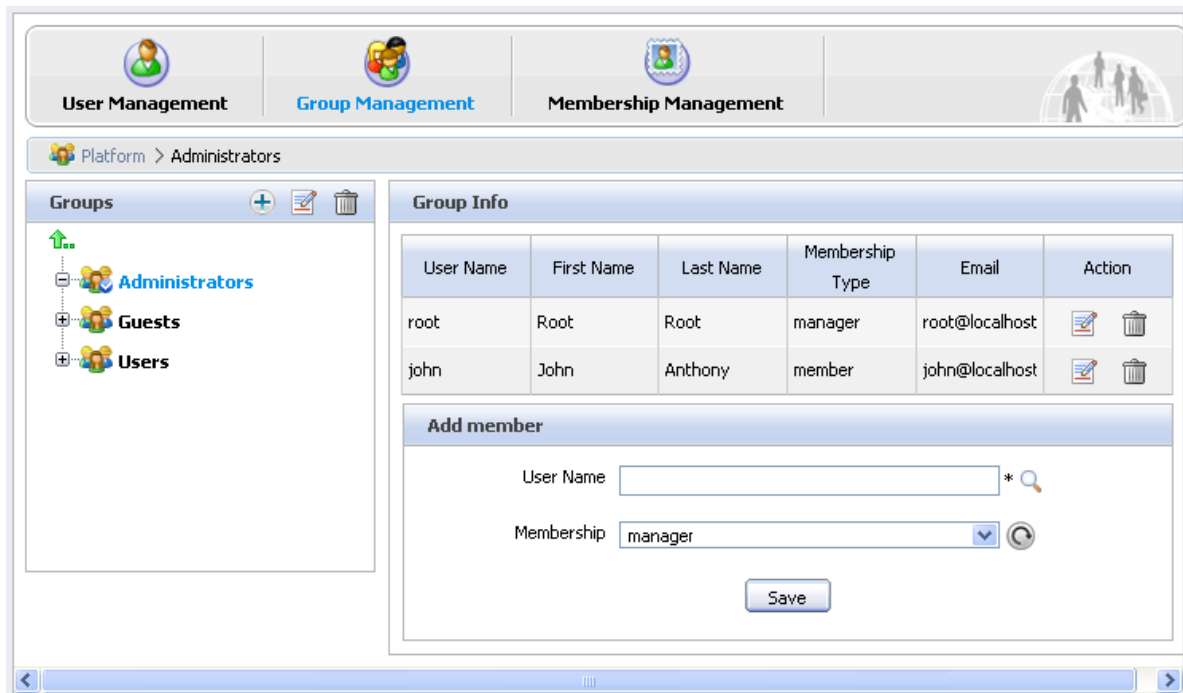 User Management Group Management Membership Management
Platform > Administrators
Groups
Administrators
Guests
Users
Group Info
User Name First Name Last Name Membership Type Email Action
root Root Root manager root@localhost
john John Anthony member john@localhost
Add member
User Name *
Membership manager
Save